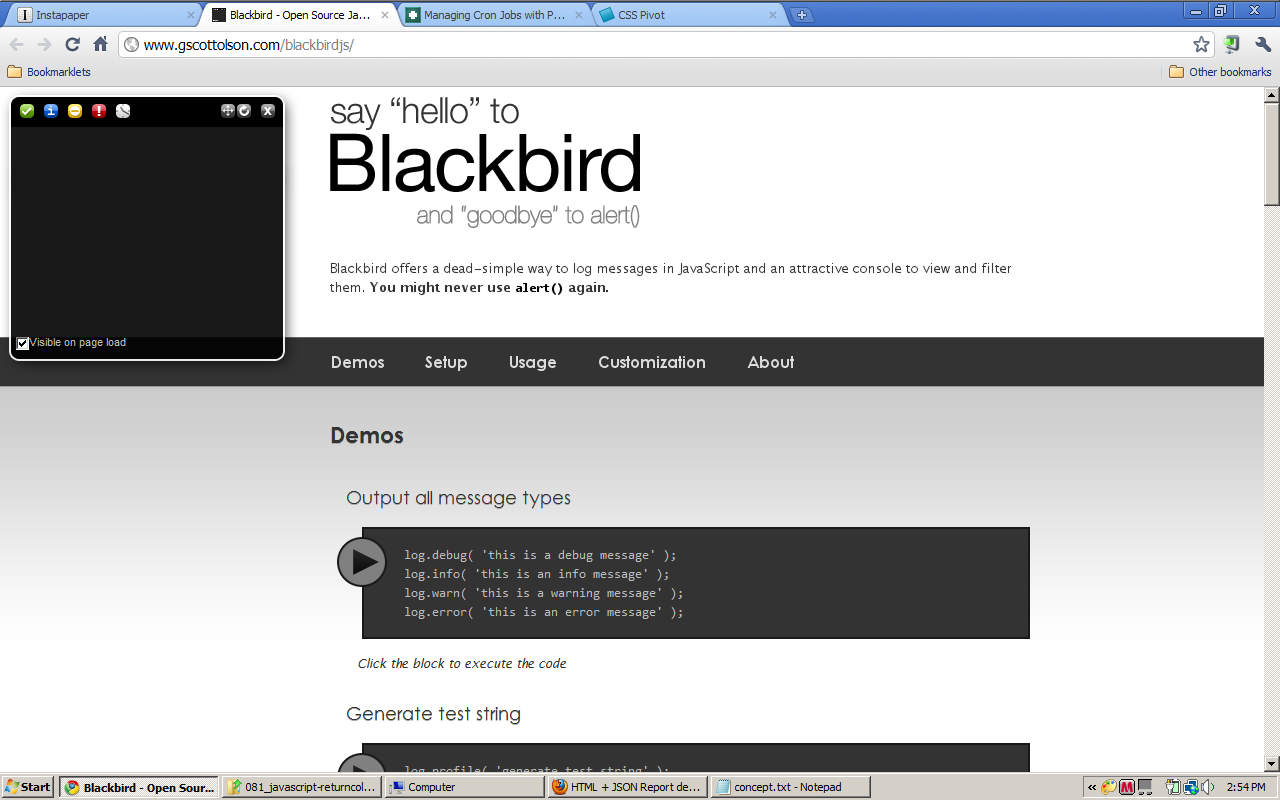 Instapaper
Blackbird - Open Source Ja...
Managing Cron Jobs with P...
CSS Pivot
www.gscottolson.com/blackbirdjs/
Bookmarklets
Other bookmarks
say “hello” to
Blackbird
and “goodbye” to alert()
Blackbird offers a dead-simple way to log messages in JavaScript and an attractive console to view and filter
them. You might never use alert() again.
Visible on page load
Demos Setup Usage Customization About
Demos
Output all message types
log.debug( 'this is a debug message' );
log.info( 'this is an info message' );
log.warn( 'this is a warning message' );
log.error( 'this is an error message' );
Click the block to execute the code
Generate test string
log.profile( 'generate test string' );
Start
Blackbird - Open Sour...
081_javascript-returncol...
Computer
HTML + JSON Report de...
concept.txt - Notepad
2:54 PM